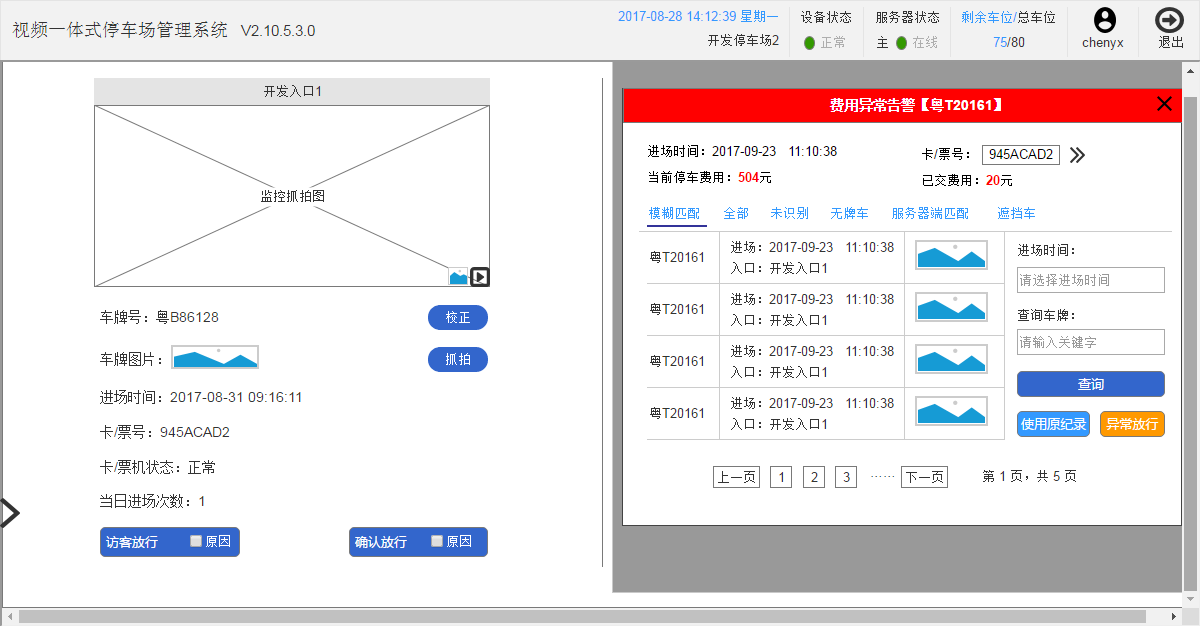 视频一体式停车场管理系统 V2.10.5.3.0
2017-08-28 14:12:39 星期一
开发停车场2
设备状态
正常
服务器状态
主 在线
剩余车位/总车位
75/80
chenyx
退出
开发入口1
监控抓拍图
车牌号：粤B86128
校正
车牌图片：
抓拍
进场时间：2017-08-31 09:16:11
卡/票号：945ACAD2
卡/票机状态：正常
当日进场次数：1
访客放行 原因
确认放行 原因
费用异常告警【粤T20161】
进场时间：2017-09-23 11:10:38
卡/票号： 945ACAD2
当前停车费用：504元
已交费用：20元
模糊匹配 全部 未识别 无牌车 服务器端匹配 遮挡车
粤T20161
进场：2017-09-23 11:10:38
入口：开发入口1
粤T20161
进场：2017-09-23 11:10:38
入口：开发入口1
粤T20161
进场：2017-09-23 11:10:38
入口：开发入口1
粤T20161
进场：2017-09-23 11:10:38
入口：开发入口1
进场时间：
请选择进场时间
查询车牌：
请输入关键字
查询
使用原纪录 异常放行
上一页 1 2 3 …… 下一页 第 1 页，共 5 页